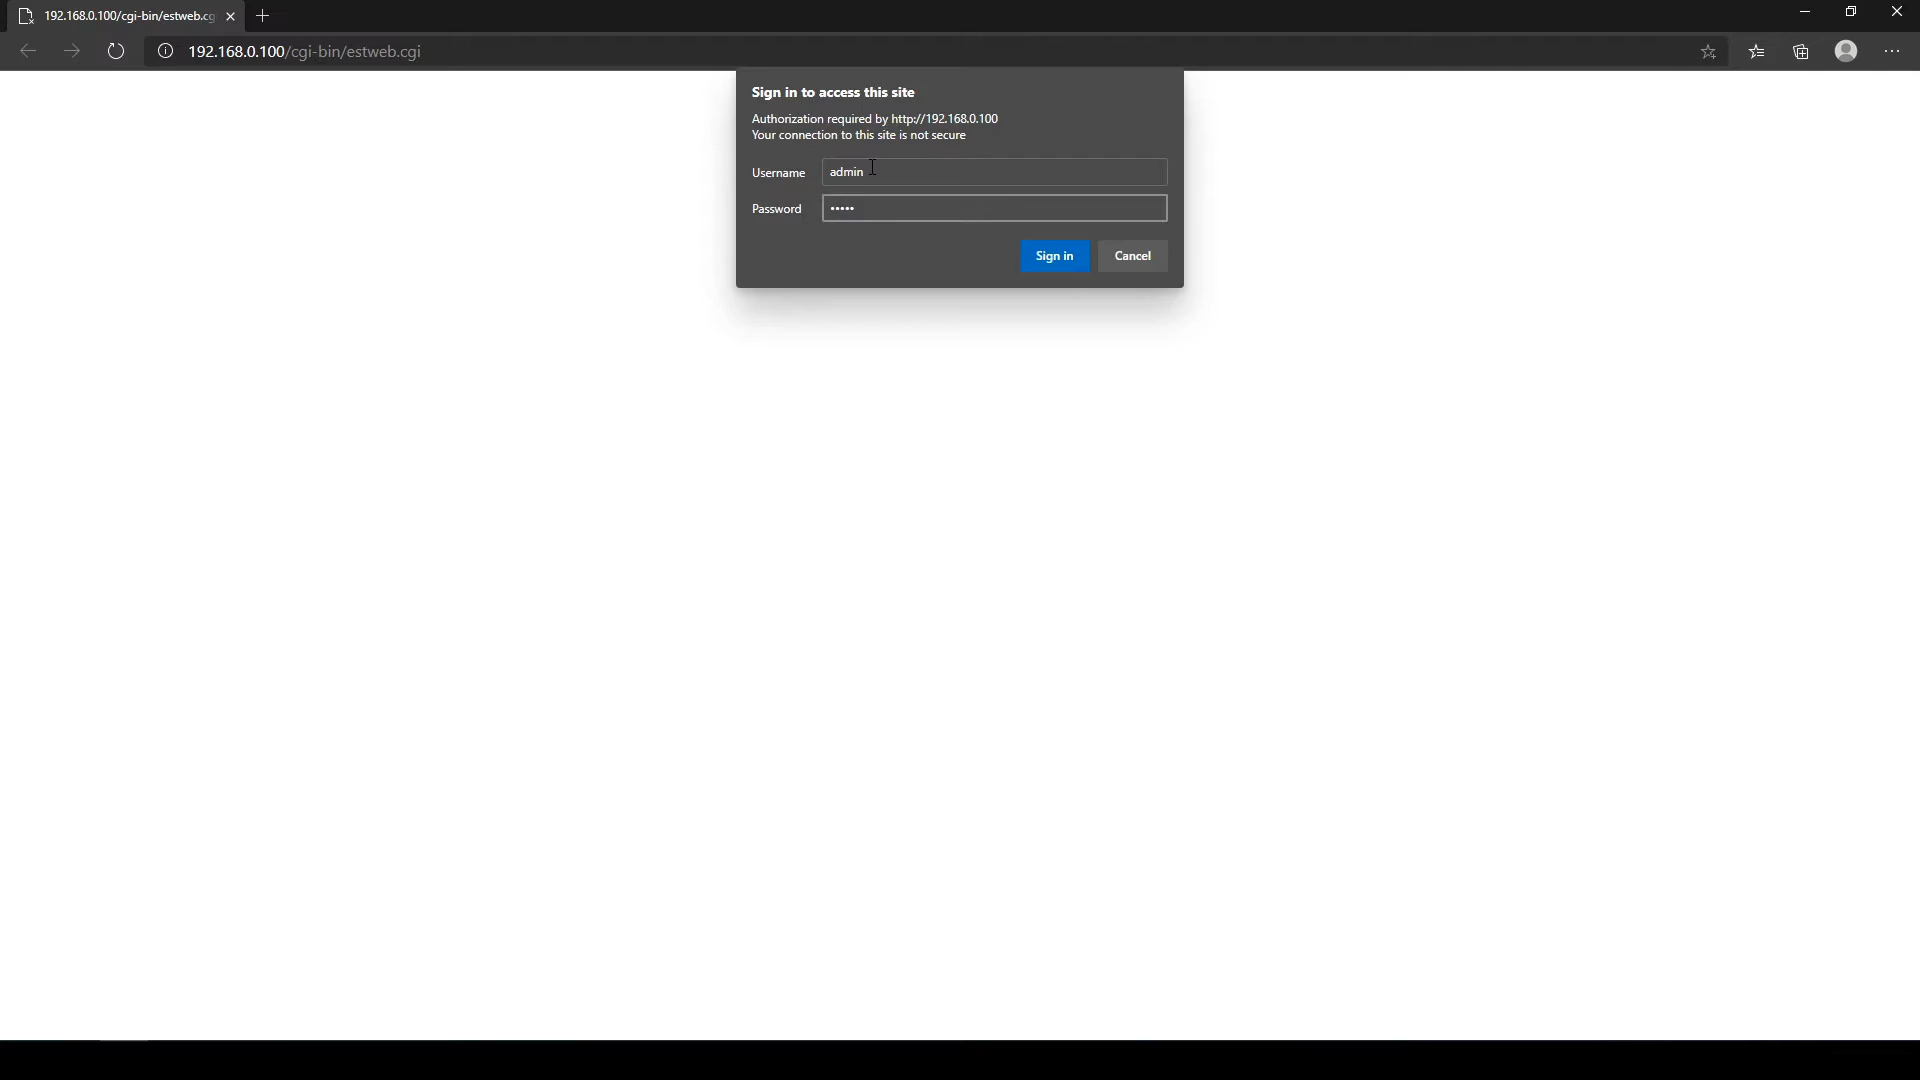 192.168.0.100/cgi-bin/estweb.cg
192.168.0.100/cgi-bin/estweb.cgi
Sign in to access this site
Authorization required by http://192.168.0.100
Your connection to this site is not secure
Username admin
Password •••••
Sign in Cancel